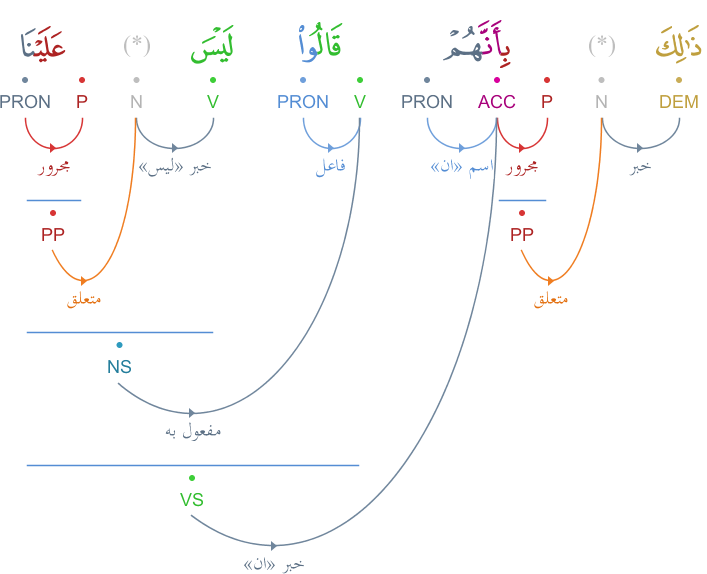 ذَٰلِكَ (*) بِأَنَّهُمْ قَالُوا۟ لَيْسَ (*) عَلَيْنَا
DEM N P ACC PRON V PRON V N P PRON
خبر مجرور اسم «ان» فاعل خبر «ليس» مجرور
PP PP
متعلق متعلق
NS
مفعول به
VS
خبر «ان»